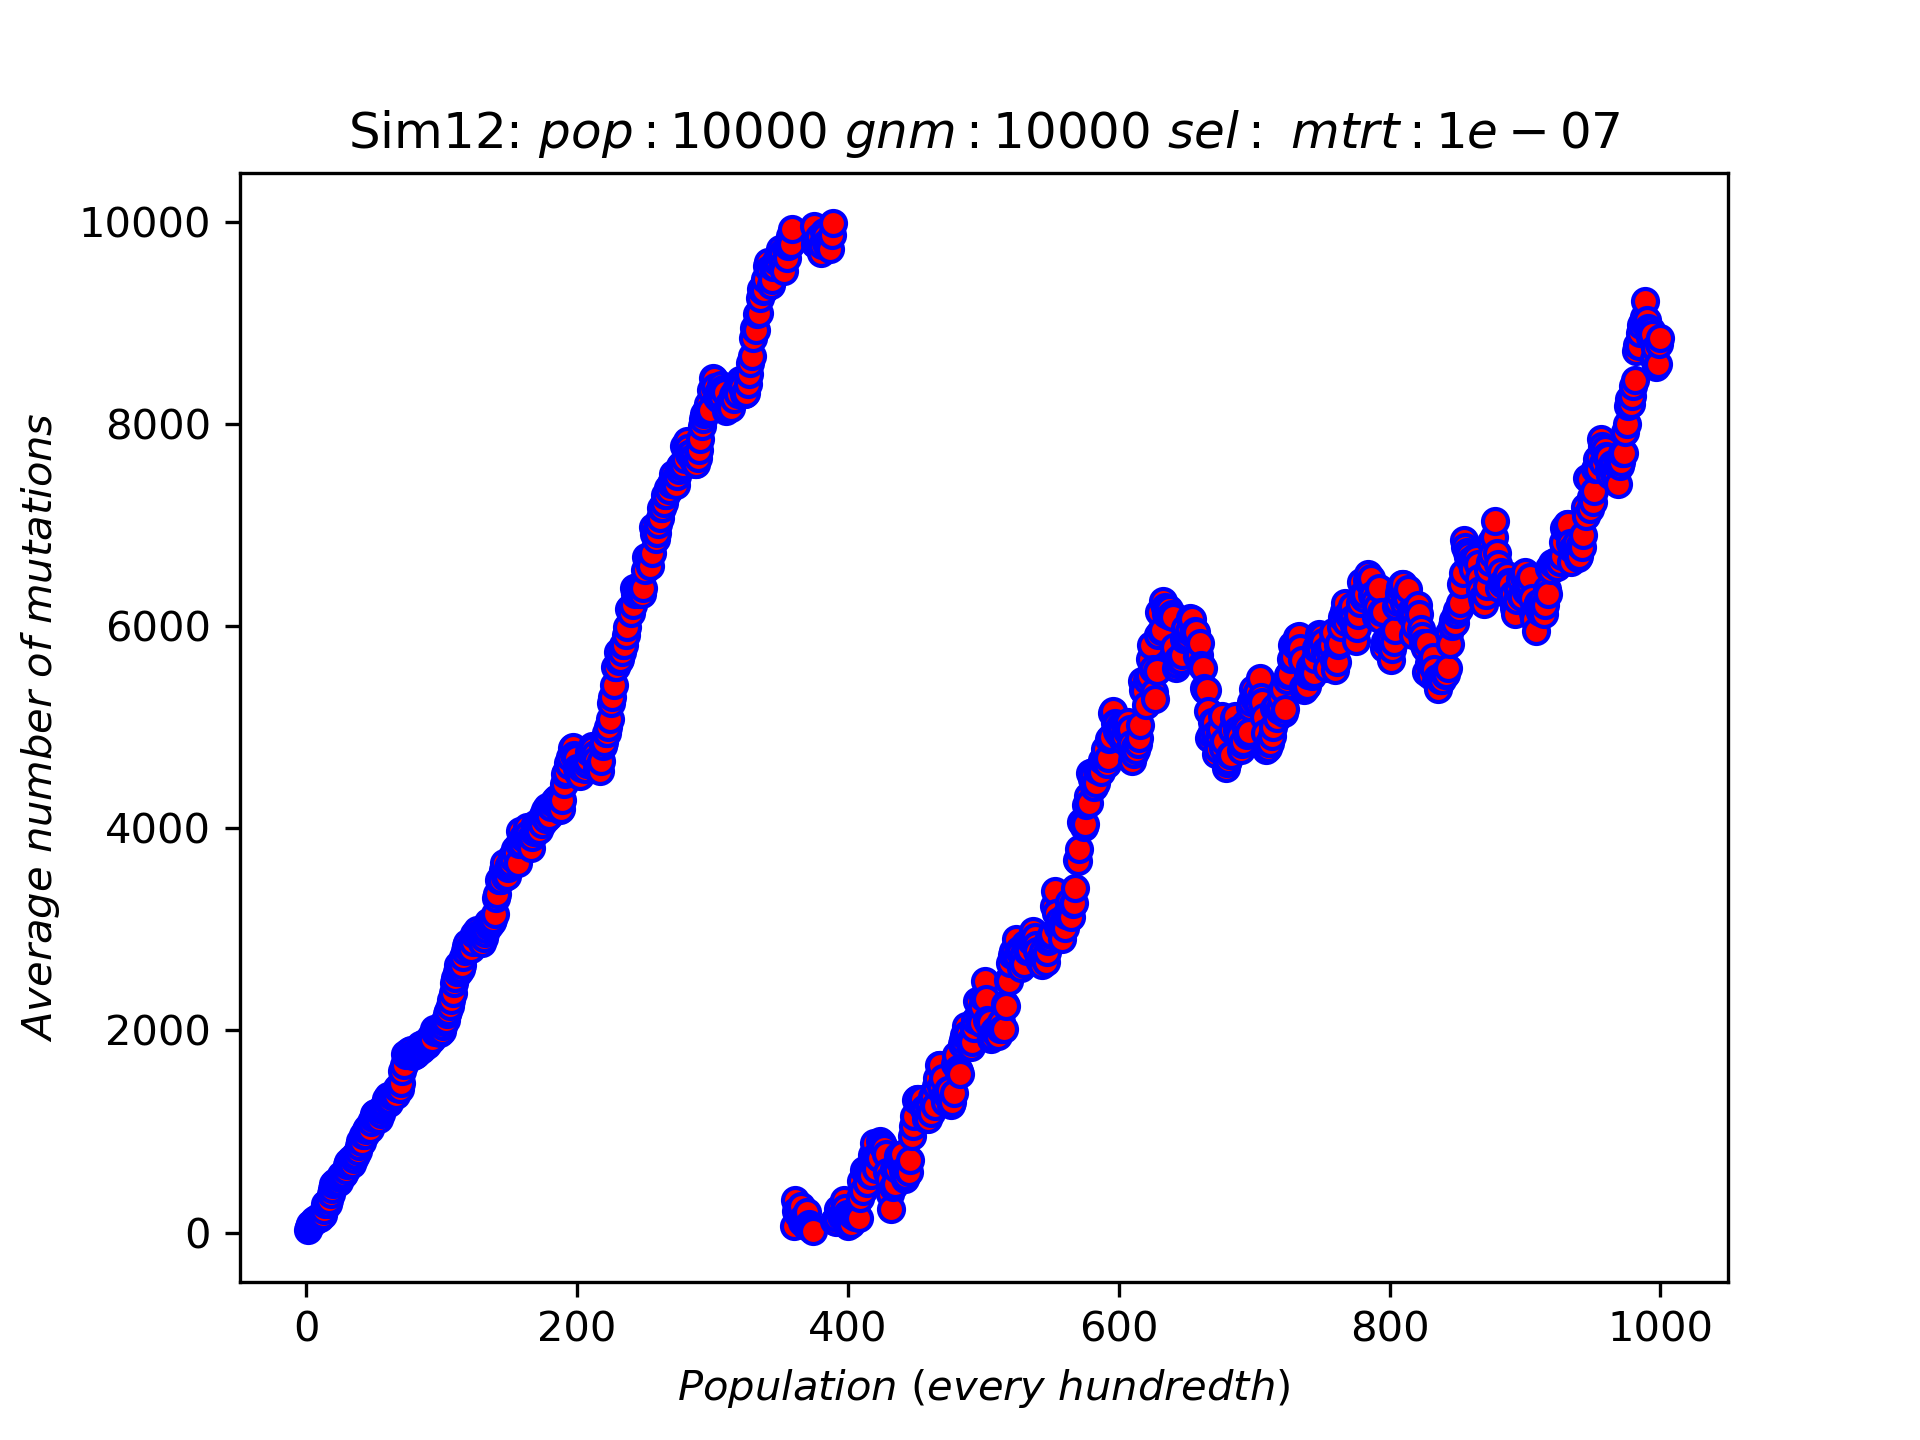 Sim12: pop : 10000 gnm : 10000 sel : mtrt : 1e − 07
10000
8000
6000
4000
2000
0
Average number of mutations
0 200 400 600 800 1000
Population (every hundredth)